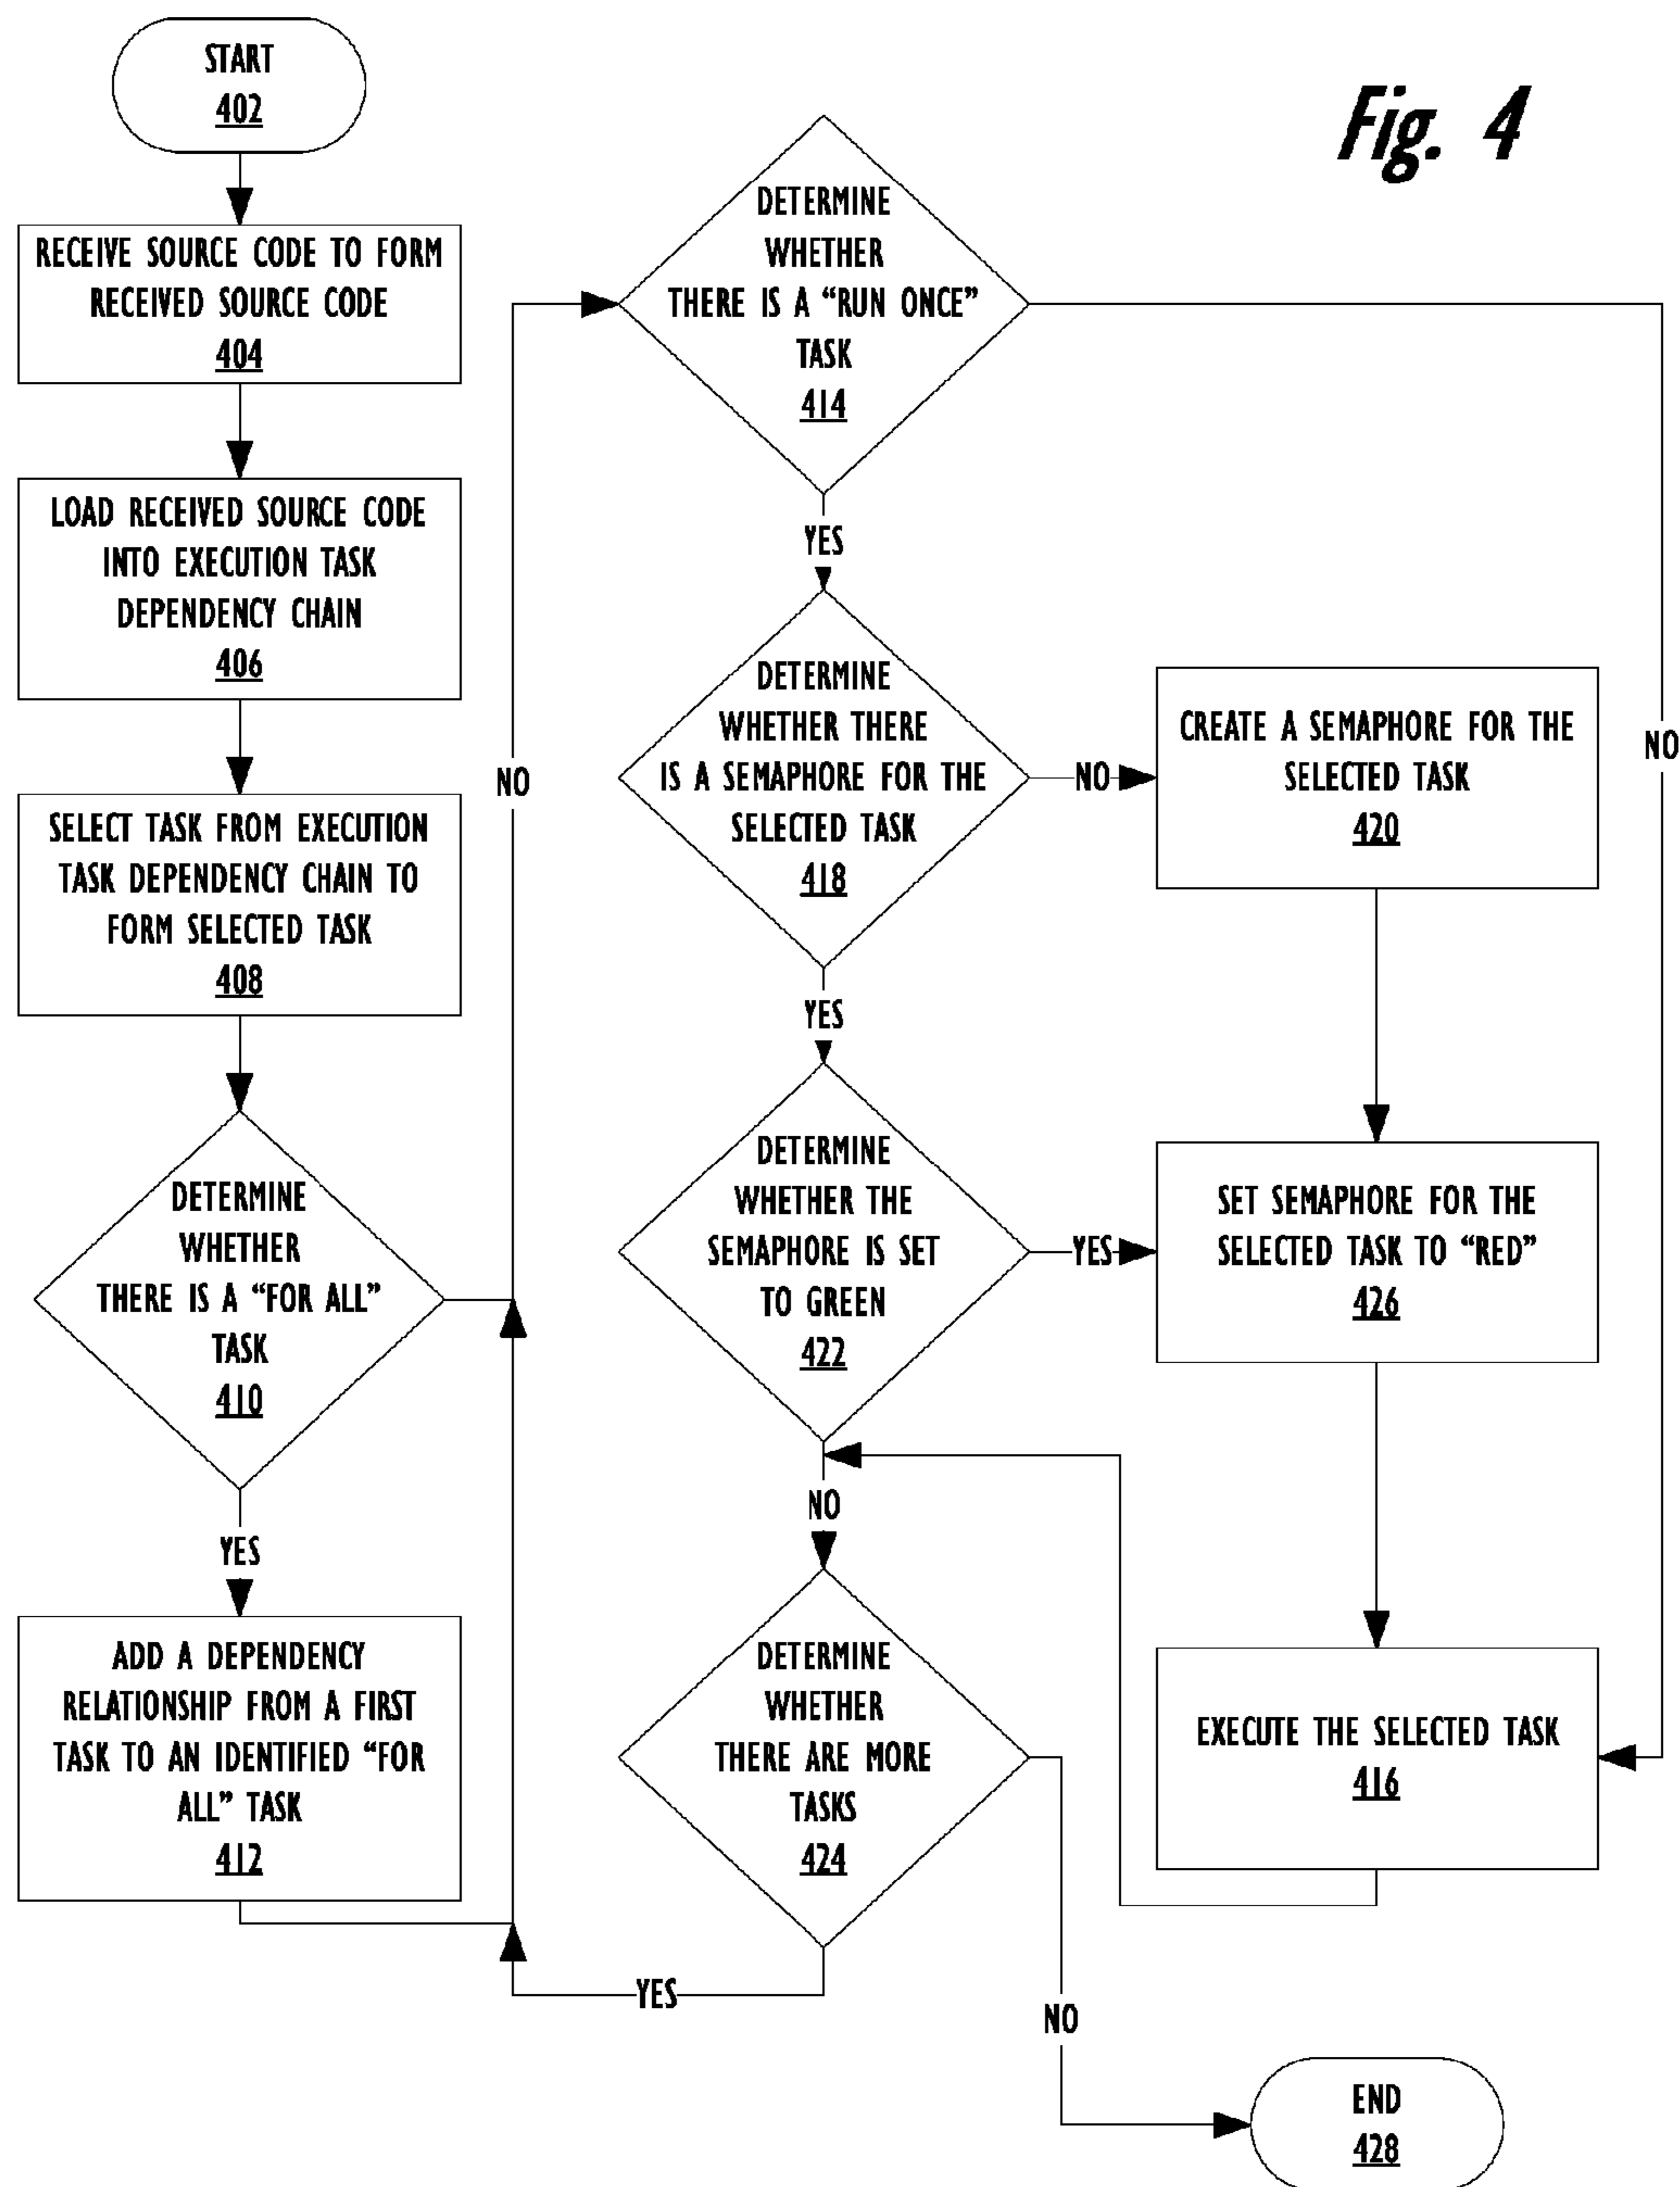 Fig. 4
START
402
RECEIVE SOURCE CODE TO FORM
RECEIVED SOURCE CODE
404
LOAD RECEIVED SOURCE CODE
INTO EXECUTION TASK
DEPENDENCY CHAIN
406
SELECT TASK FROM EXECUTION
TASK DEPENDENCY CHAIN TO
FORM SELECTED TASK
408
DETERMINE
WHETHER
THERE IS A “FOR ALL”
TASK
410
YES
ADD A DEPENDENCY
RELATIONSHIP FROM A FIRST
TASK TO AN IDENTIFIED “FOR
ALL” TASK
412
NO
DETERMINE
WHETHER
THERE IS A “RUN ONCE”
TASK
414
YES
DETERMINE
WHETHER THERE
IS A SEMAPHORE FOR THE
SELECTED TASK
418
NO
YES
DETERMINE
WHETHER THE
SEMAPHORE IS SET
TO GREEN
422
YES
NO
DETERMINE
WHETHER
THERE ARE MORE
TASKS
424
YES
NO
CREATE A SEMAPHORE FOR THE
SELECTED TASK
420
SET SEMAPHORE FOR THE
SELECTED TASK TO “RED”
426
EXECUTE THE SELECTED TASK
416
NO
END
428